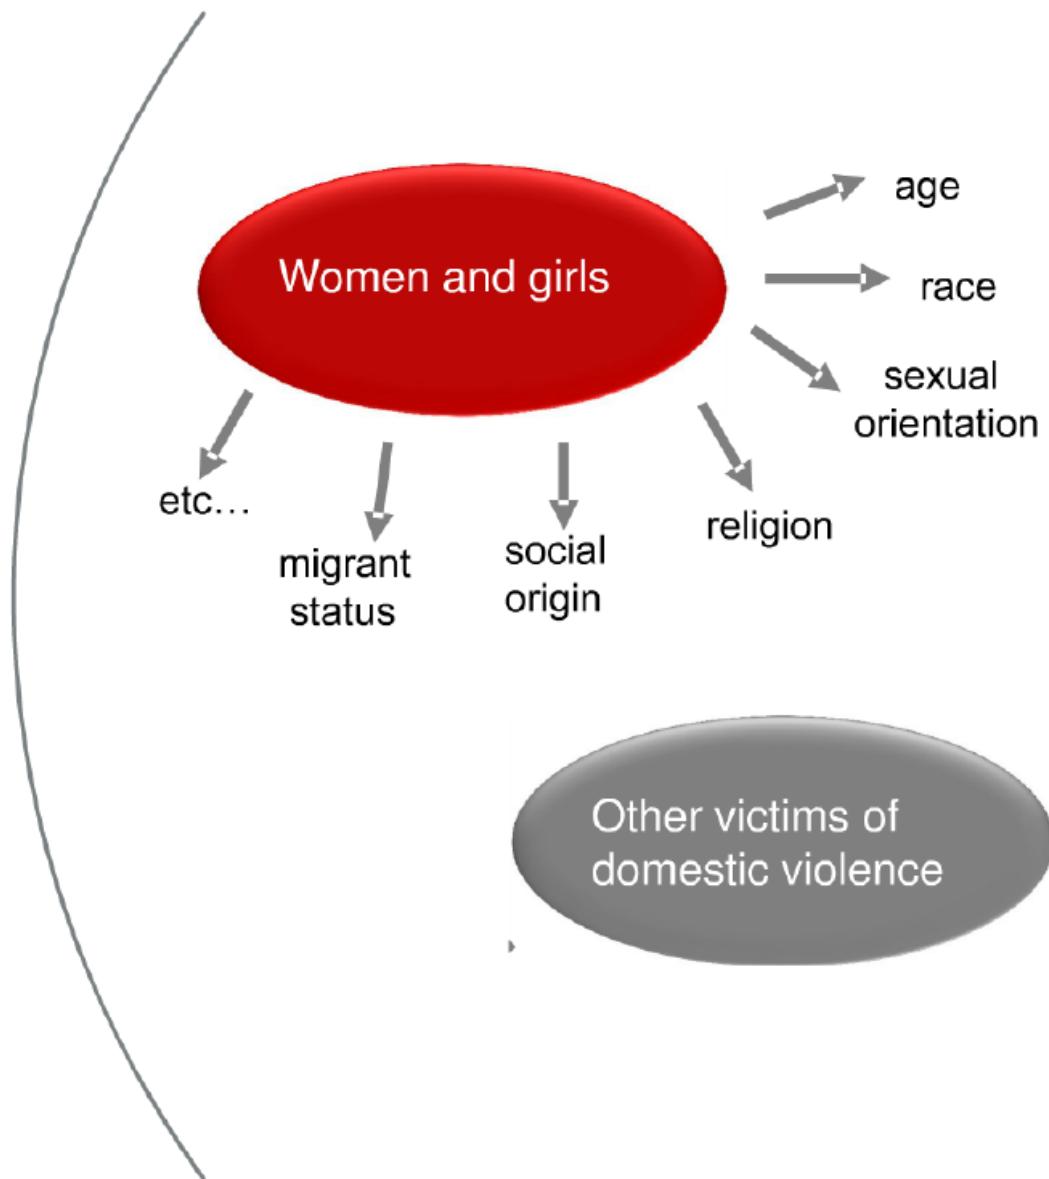 Women and girls
age
race
sexual
orientation
religion
social
origin
migrant
status
etc...
Other victims of
domestic violence